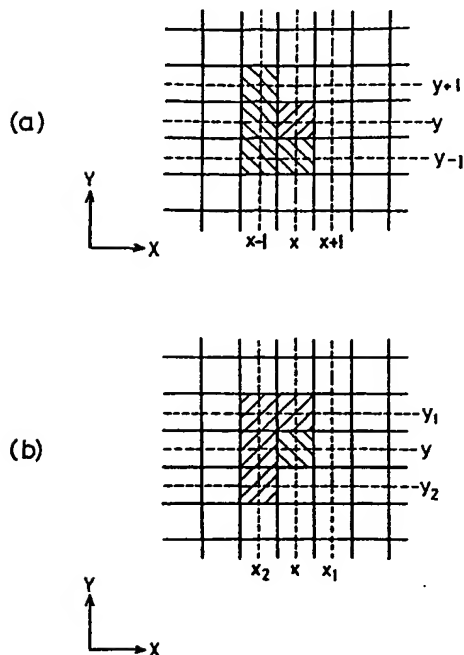 y+1
(a)
y
y-1
Y
X
x-1 x x+1
y₁
(b)
y
y₂
x₂ x x₁
Y
X